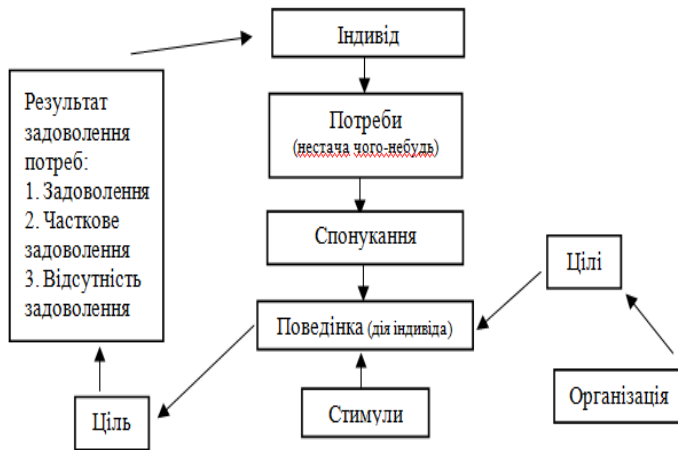 Індивід
Результат
задоволення
потреб:
1. Задоволення
2. Часткове
задоволення
3. Відсутність
задоволення
Потреби
(нестача чого-небудь)
Спонукання
Цілі
Поведінка (дія індивіда)
Організація
Ціль
Стимули